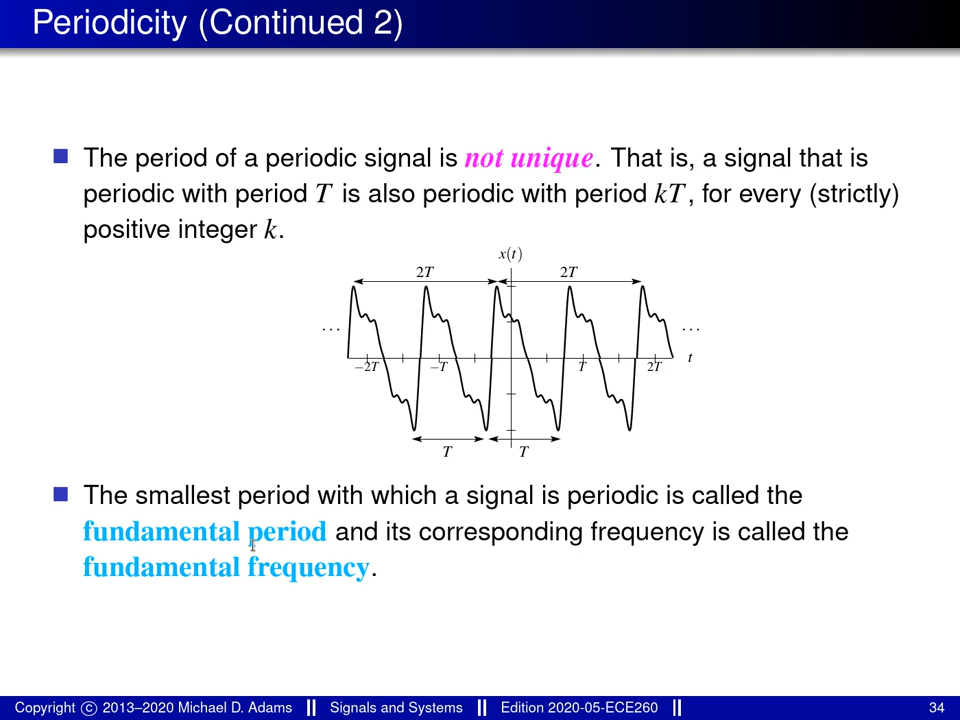 Periodicity (Continued 2)
The period of a periodic signal is not unique. That is, a signal that is
periodic with period T is also periodic with period kT, for every (strictly)
positive integer k.
x(t)
2T 2T
··· ···
−2T −T T 2T t
T T
The smallest period with which a signal is periodic is called the
fundamental period and its corresponding frequency is called the
fundamental frequency.
Copyright © 2013–2020 Michael D. Adams Signals and Systems Edition 2020-05-ECE260 34